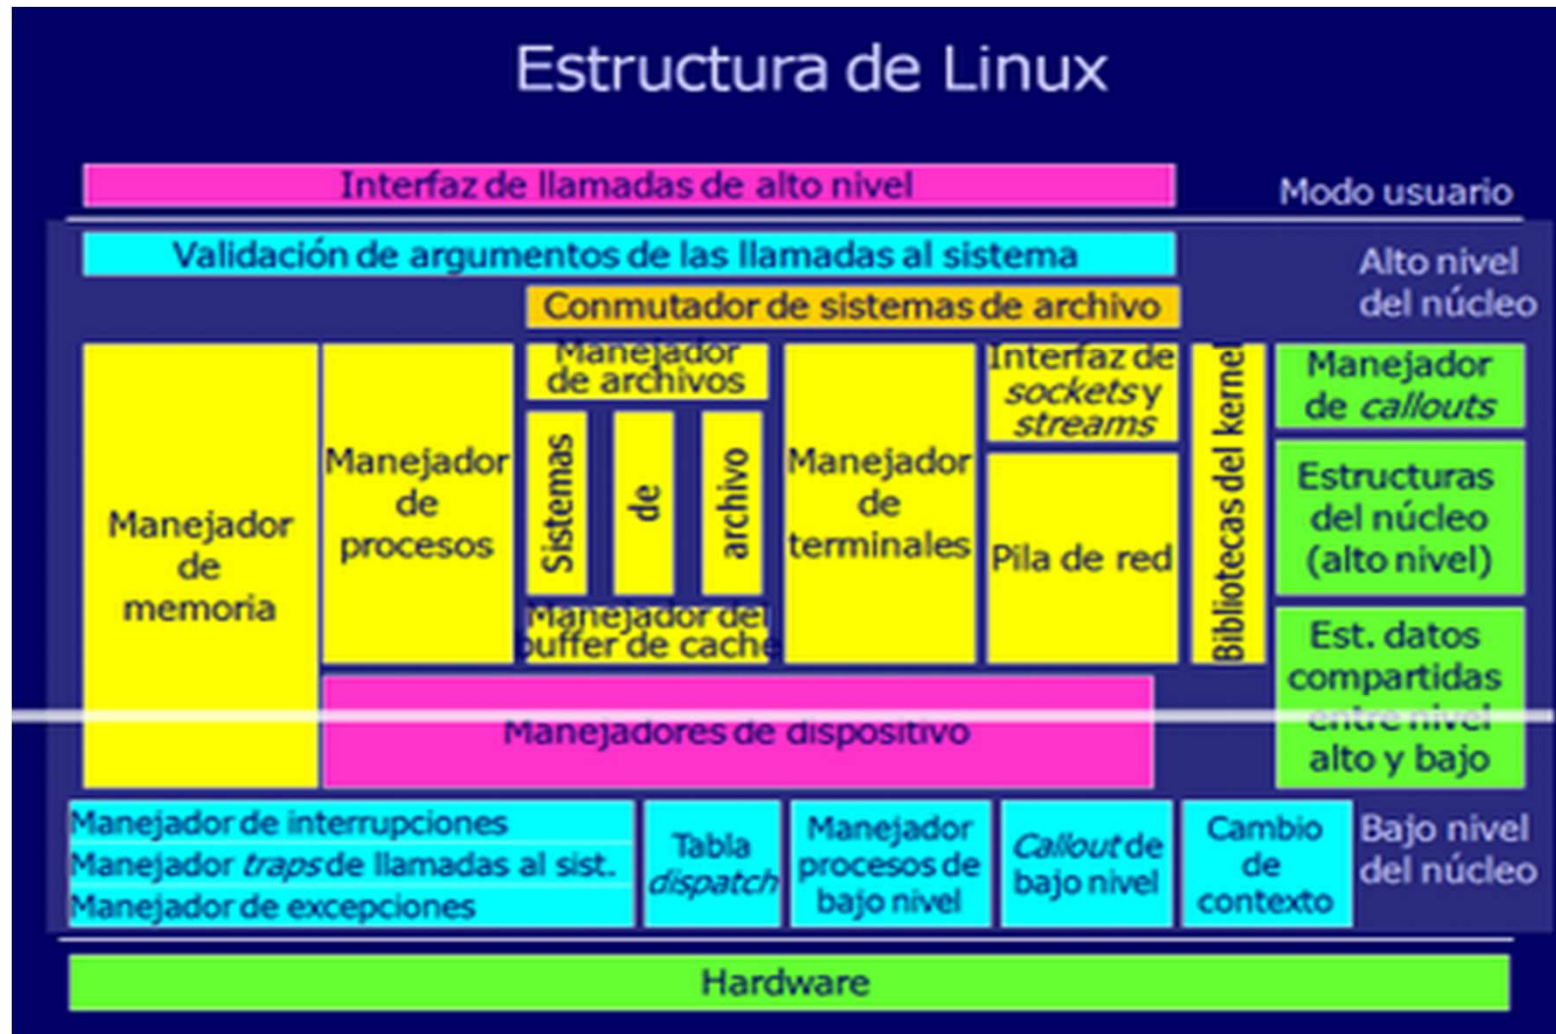 Estructura de Linux
Interfaz de llamadas de alto nivel
Modo usuario
Validación de argumentos de las llamadas al sistema
Alto nivel
del núcleo
Conmutador de sistemas de archivo
Manejador
de
memoria
Manejador
de
procesos
Manejador
de archivos
Sistemas
de
archivo
Manejador del
buffer de cache
Manejador
de
terminales
Interfaz de
sockets y
streams
Pila de red
Bibliotecas del kernel
Manejador
de callouts
Estructuras
del núcleo
(alto nivel)
Est. datos
compartidas
entre nivel
alto y bajo
Manejadores de dispositivo
Manejador de interrupciones
Manejador traps de llamadas al sist.
Manejador de excepciones
Tabla
dispatch
Manejador
procesos de
bajo nivel
Callout de
bajo nivel
Cambio
de
contexto
Bajo nivel
del núcleo
Hardware